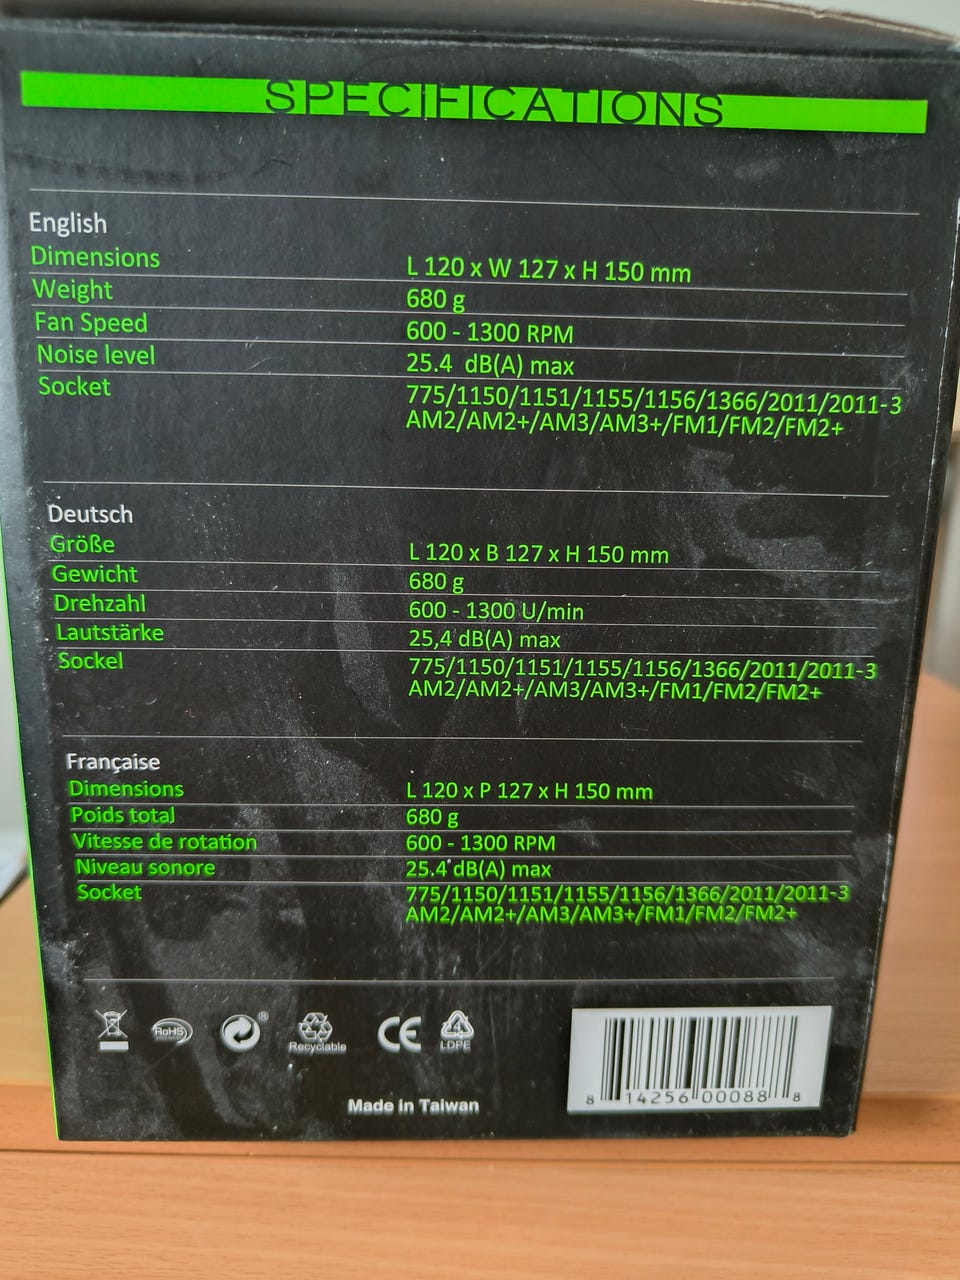 SPECIFICATIONS
English
Dimensions L 120 x W 127 x H 150 mm
Weight 680 g
Fan Speed 600 - 1300 RPM
Noise level 25.4 dB(A) max
Socket 775/1150/1151/1155/1156/1366/2011/2011-3
AM2/AM2+/AM3/AM3+/FM1/FM2/FM2+
Deutsch
Größe L 120 x B 127 x H 150 mm
Gewicht 680 g
Drehzahl 600 - 1300 U/min
Lautstärke 25,4 dB(A) max
Sockel 775/1150/1151/1155/1156/1366/2011/2011-3
AM2/AM2+/AM3/AM3+/FM1/FM2/FM2+
Française
Dimensions L 120 x P 127 x H 150 mm
Poids total 680 g
Vitesse de rotation 600 - 1300 RPM
Niveau sonore 25.4 dB(A) max
Socket 775/1150/1151/1155/1156/1366/2011/2011-3
AM2/AM2+/AM3/AM3+/FM1/FM2/FM2+
RoHS ® Recyclable CE 4 LDPE
8 14256 00088 8
Made in Taiwan